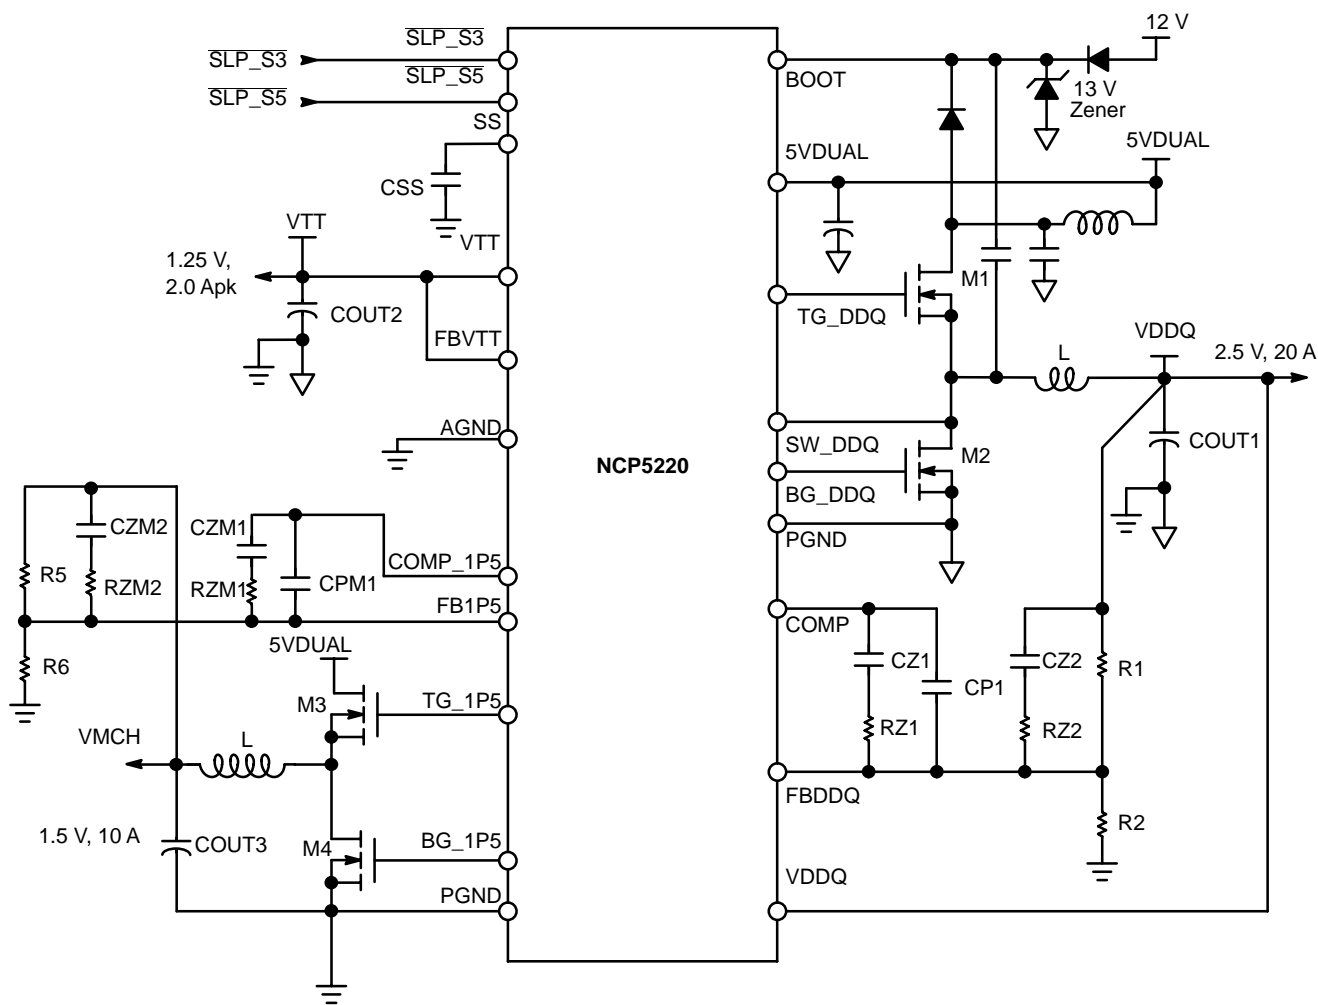 12 V
SLP_S3
SLP_S3
BOOT
SLP_S5
SLP_S5
13 V
Zener
SS
5VDUAL
5VDUAL
CSS
VTT
VTT
1.25 V,
2.0 Apk
COUT2
M1
TG_DDQ
FBVTT
VDDQ
L
2.5 V, 20 A
AGND
SW_DDQ
M2
COUT1
NCP5220
BG_DDQ
PGND
CZM2
CZM1
COMP_1P5
R5
RZM2
RZM1
CPM1
FB1P5
COMP
5VDUAL
R6
CZ1
CP1
CZ2
R1
M3
TG_1P5
RZ1
RZ2
VMCH
L
FBDDQ
R2
1.5 V, 10 A
COUT3
M4
BG_1P5
VDDQ
PGND